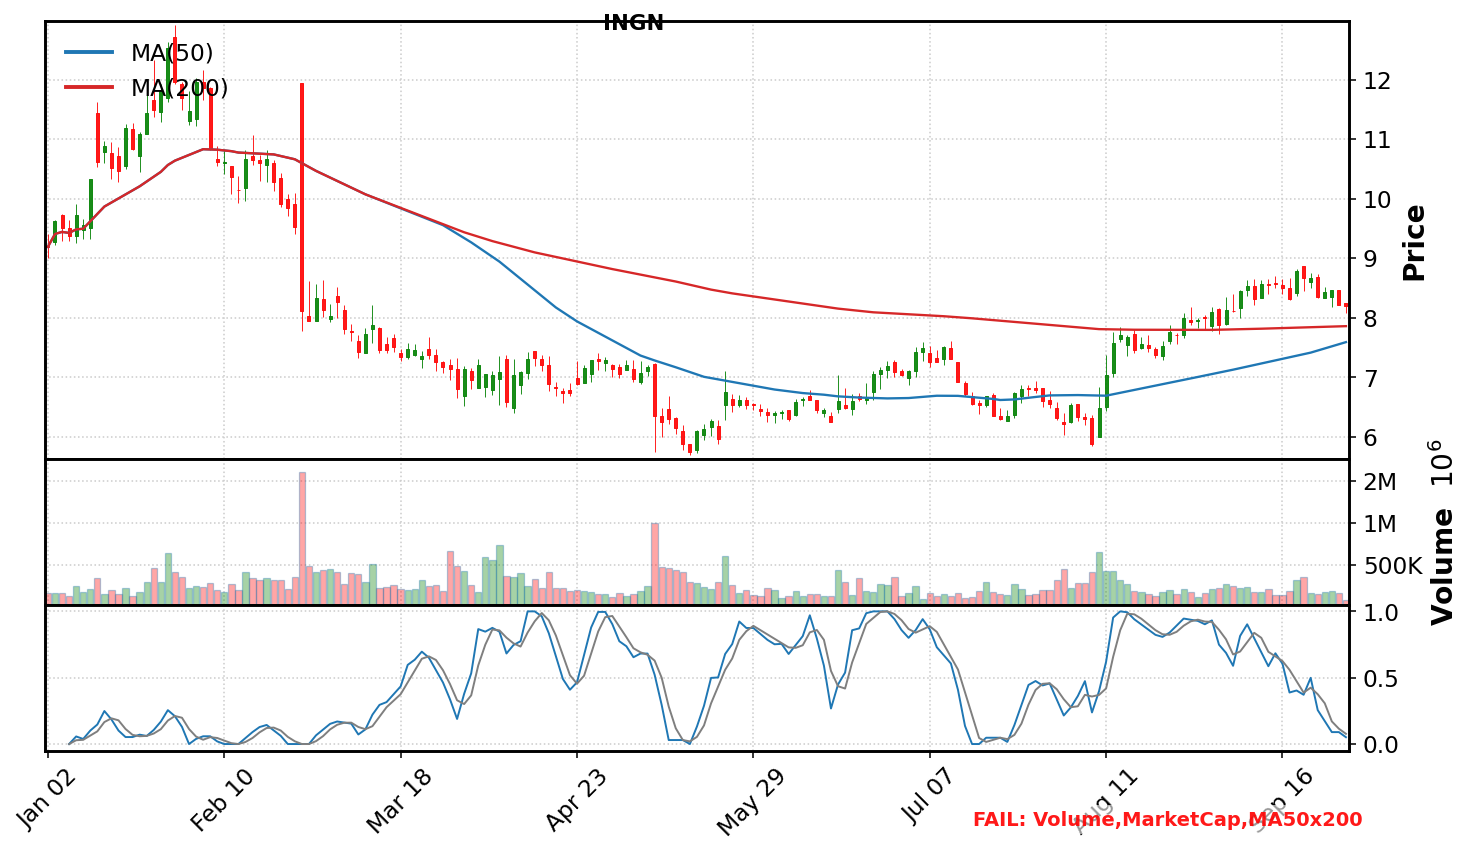 INGN
MA(50)
MA(200)
12
11
10
9
8
7
6
Price
2M
1M
500K
Volume 10⁶
1.0
0.5
0.0
Jan 02
Feb 10
Mar 18
Apr 23
May 29
Jul 07
Aug 11
Sep 16
FAIL: Volume,MarketCap,MA50x200